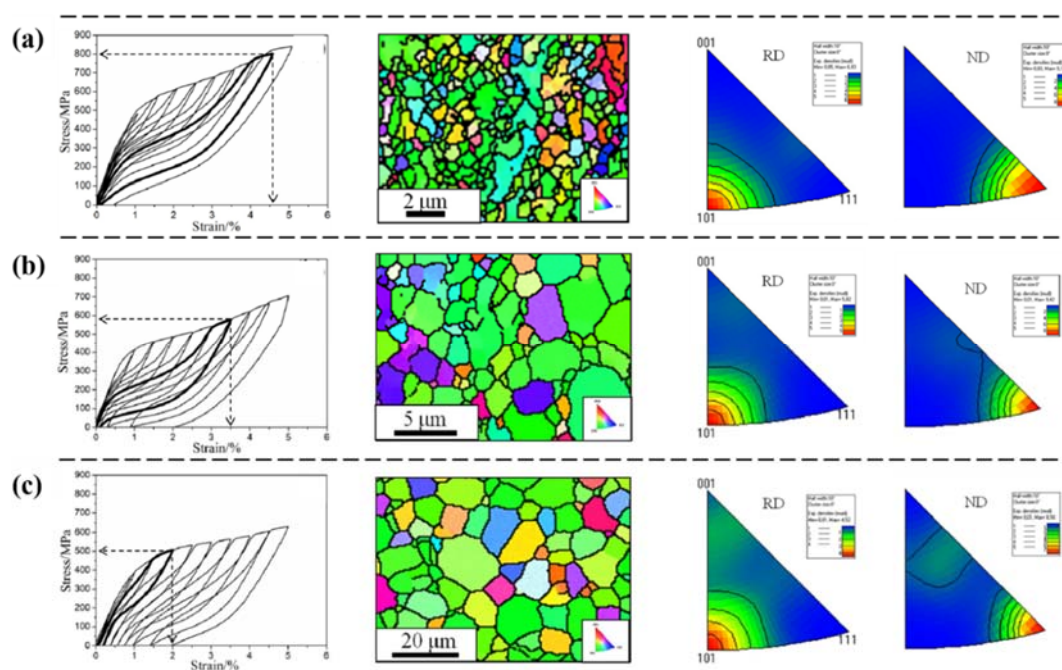 (a)
900
800
700
600
500
400
300
200
100
0
Stress/MPa
0 1 2 3 4 5 6
Strain/%
2 μm
001
RD
101
111
ND
(b)
900
800
700
600
500
400
300
200
100
0
Stress/MPa
0 1 2 3 4 5 6
Strain/%
5 μm
001
RD
101
111
ND
(c)
900
800
700
600
500
400
300
200
100
0
Stress/MPa
0 1 2 3 4 5 6
Strain/%
20 μm
001
RD
101
111
ND